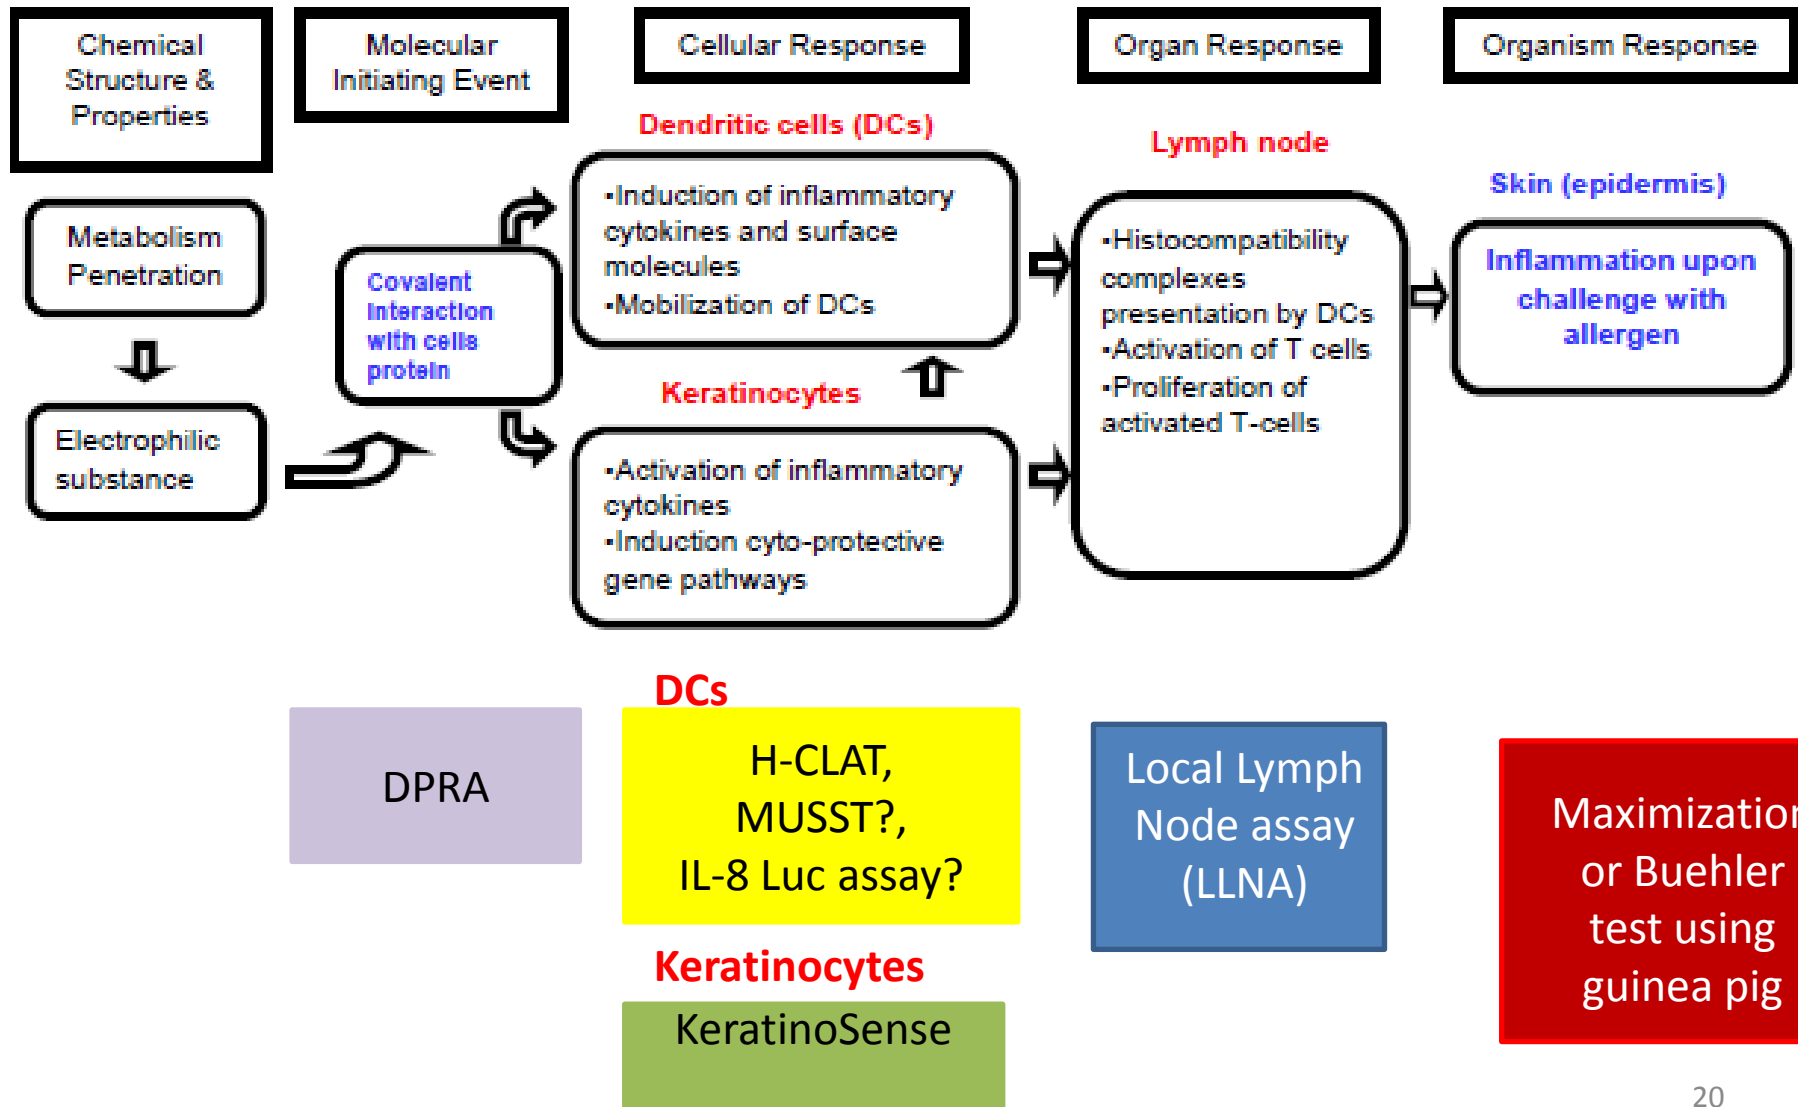 Chemical
Structure &
Properties
Molecular
Initiating Event
Cellular Response
Organ Response
Organism Response
Metabolism
Penetration
Electrophilic
substance
Covalent
Interaction
with cells
protein
Dendritic cells (DCs)
▪Induction of inflammatory
cytokines and surface
molecules
▪Mobilization of DCs
Keratinocytes
▪Activation of inflammatory
cytokines
▪Induction cyto-protective
gene pathways
Lymph node
▪Histocompatibility
complexes
presentation by DCs
▪Activation of T cells
▪Proliferation of
activated T-cells
Skin (epidermis)
Inflammation upon
challenge with
allergen
DPRA
DCs
H-CLAT,
MUSST?,
IL-8 Luc assay?
Keratinocytes
KeratinoSense
Local Lymph
Node assay
(LLNA)
Maximization
or Buehler
test using
guinea pig
20